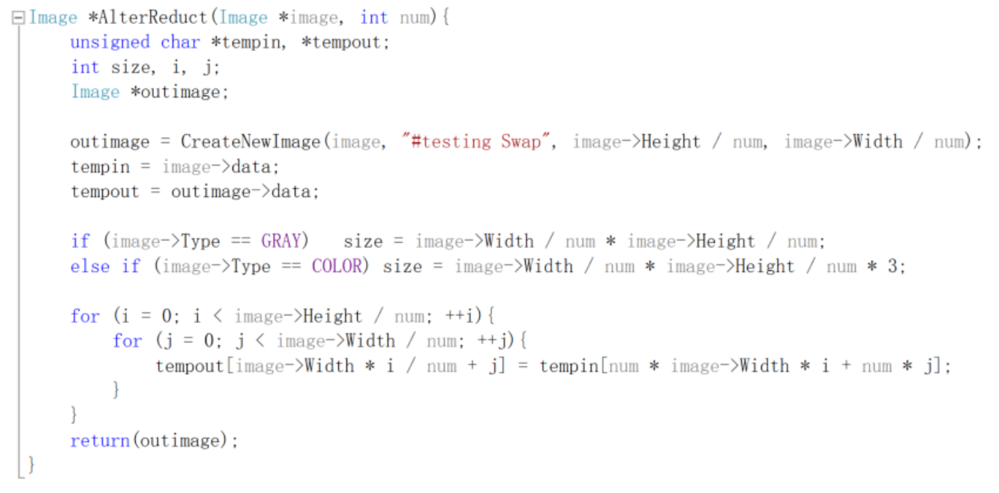 Image *AlterReduct(Image *image, int num){
unsigned char *tempin, *tempout;
int size, i, j;
Image *outimage;
outimage = CreateNewImage(image, "#testing Swap", image->Height / num, image->Width / num);
tempin = image->data;
tempout = outimage->data;
if (image->Type == GRAY)   size = image->Width / num * image->Height / num;
else if (image->Type == COLOR) size = image->Width / num * image->Height / num * 3;
for (i = 0; i < image->Height / num; ++i){
for (j = 0; j < image->Width / num; ++j){
tempout[image->Width * i / num + j] = tempin[num * image->Width * i + num * j];
}
}
return(outimage);
}